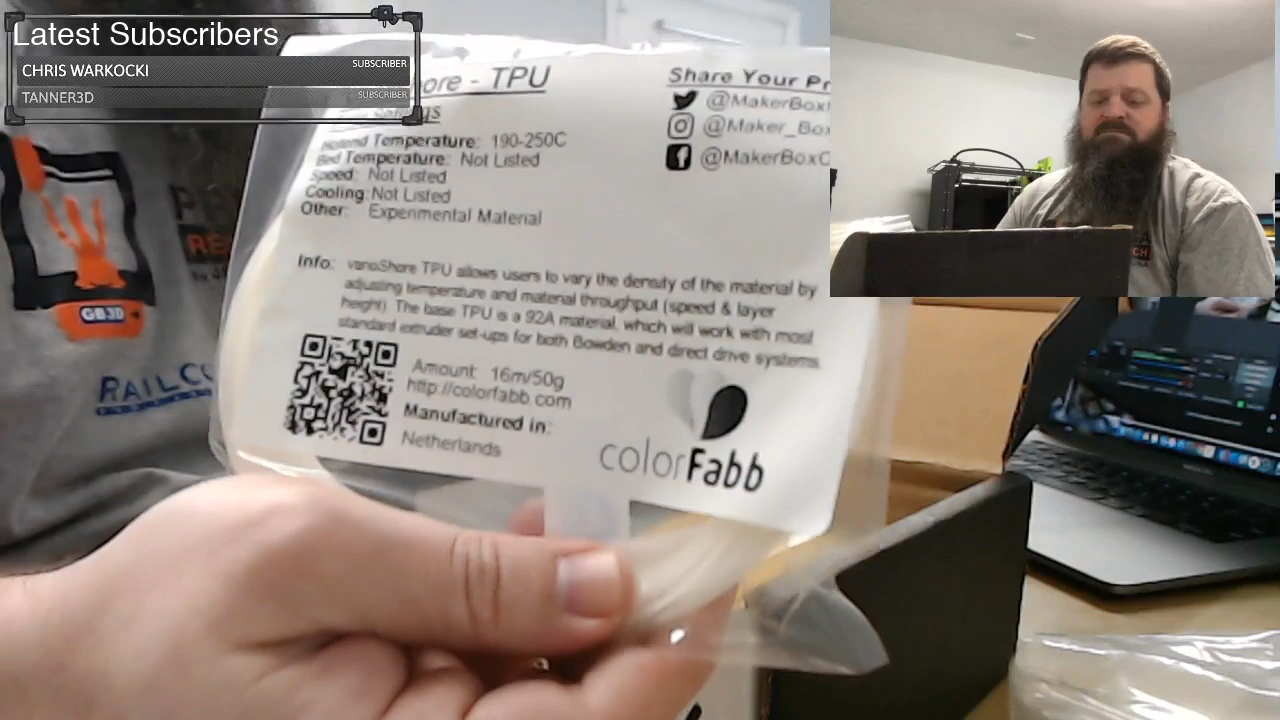 Latest Subscribers
CHRIS WARKOCKI
SUBSCRIBER
TANNER3D
SUBSCRIBER
ore - TPU
Hotend Temperature: 190-250C
Bed Temperature: Not Listed
Speed: Not Listed
Cooling: Not Listed
Other: Experimental Material
Info: varioShore TPU allows users to vary the density of the material by
adjusting temperature and material throughput (speed & layer
height). The base TPU is a 92A material, which will work with most
standard extruder set-ups for both Bowden and direct drive systems.
Amount: 16m/50g
http://colorfabb.com
Manufactured in:
Netherlands
colorFabb
Share Your Pr
@MakerBox
@Maker_Box
@MakerBoxC
GB3D
RAILC